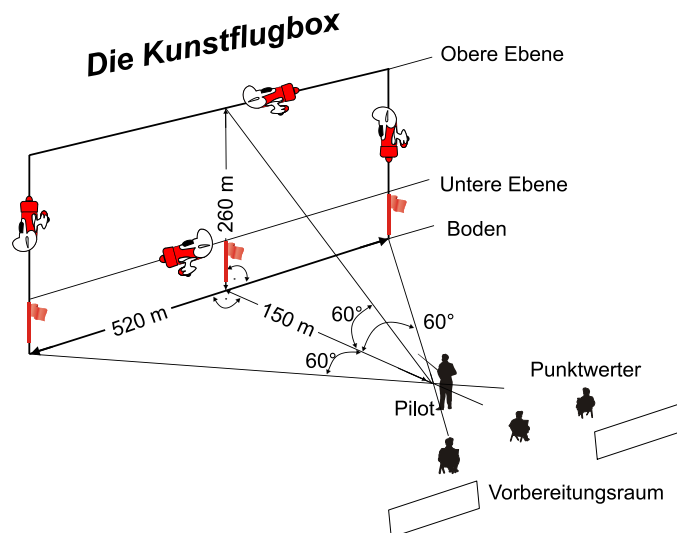 Die Kunstflugbox
Obere Ebene
Untere Ebene
260 m
Boden
520 m
150 m
60°
60°
60°
Punktwerter
Pilot
Vorbereitungsraum